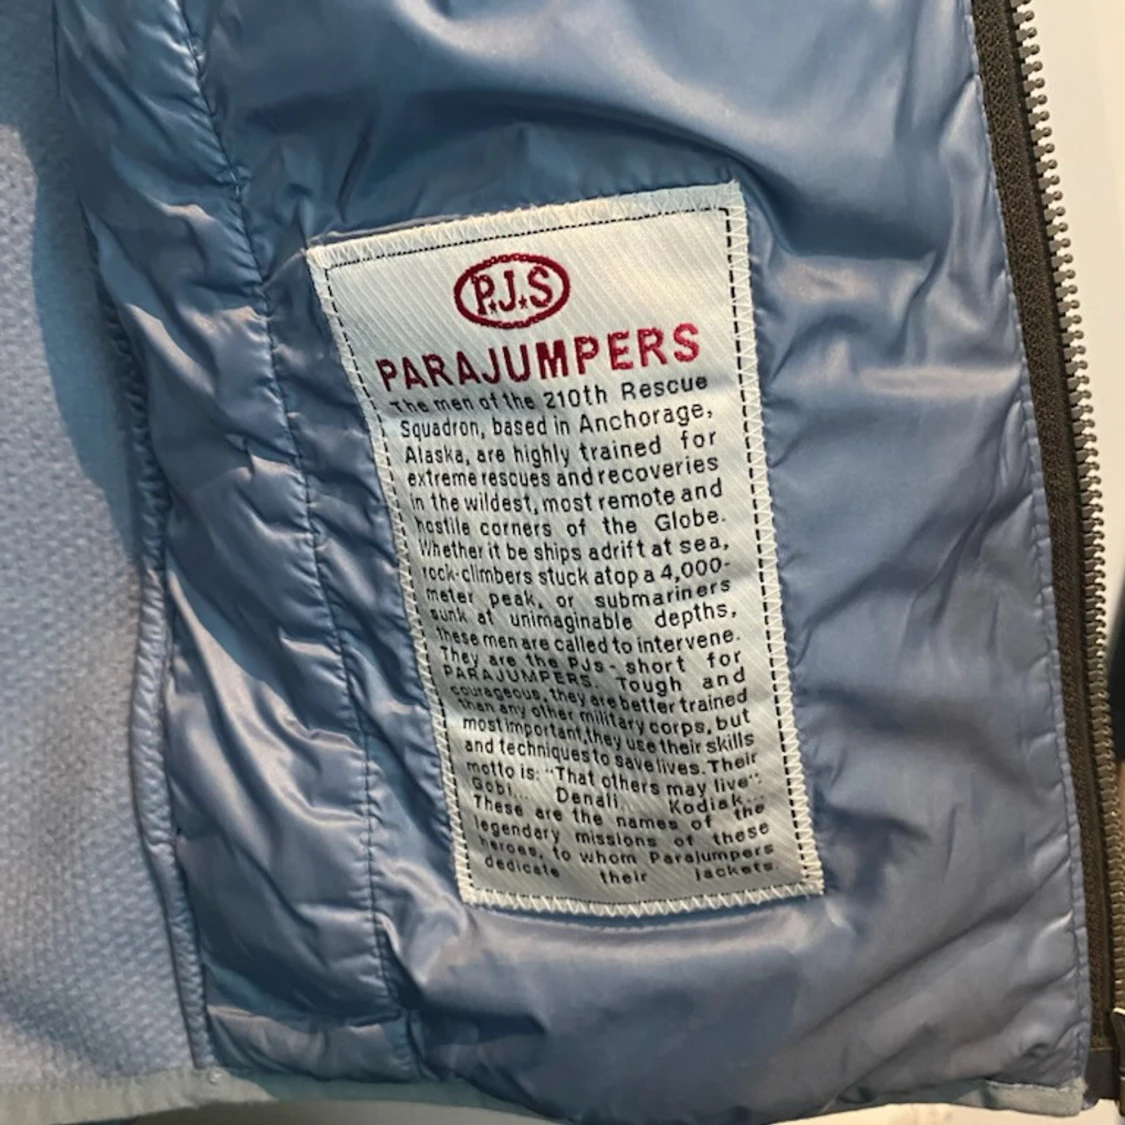 P.J.S
PARAJUMPERS
The men of the 210th Rescue
Squadron, based in Anchorage,
Alaska, are highly trained for
extreme rescues and recoveries
in the wildest, most remote and
hostile corners of the Globe.
Whether it be ships adrift at sea,
rock-climbers stuck atop a 4,000-
meter peak, or submariners
sunk at unimaginable depths,
these men are called to intervene.
They are the PJs - short for
PARAJUMPERS. Tough and
courageous, they are better trained
than any other military corps, but
most important, they use their skills
and techniques to save lives. Their
motto is: "That others may live".
Gobi... Denali... Kodiak...
These are the names of the
legendary missions of these
heroes, to whom Parajumpers
dedicate their jackets.